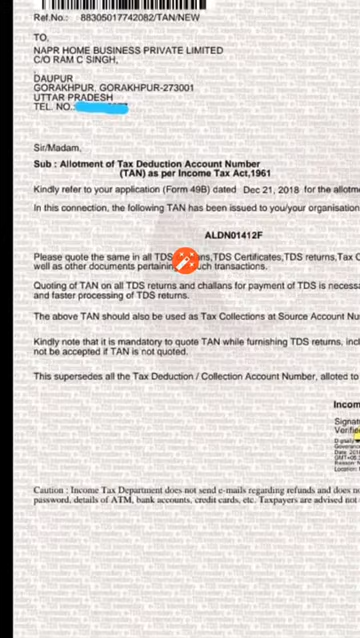 Ref.No.: 88305017742082/TAN/NEW
TO,
NAPR HOME BUSINESS PRIVATE LIMITED
C/O RAM C SINGH,
DAUPUR
GORAKHPUR, GORAKHPUR-273001
UTTAR PRADESH
TEL. NO.:
Sir/Madam,
Sub : Allotment of Tax Deduction Account Number
(TAN) as per Income Tax Act,1961
Kindly refer to your application (Form 49B) dated Dec 21, 2018 for the allotm
In this connection, the following TAN has been issued to you/your organisation
ALDN01412F
Please quote the same in all TDS ns,TDS Certificates,TDS returns,Tax C
well as other documents pertaining uch transactions.
Quoting of TAN on all TDS returns and challans for payment of TDS is necess
and faster processing of TDS returns.
The above TAN should also be used as Tax Collections at Source Account Nu
Kindly note that it is mandatory to quote TAN while furnishing TDS returns, incl
not be accepted if TAN is not quoted.
This supersedes all the Tax Deduction / Collection Account Number, alloted to
Incom
Signat
Verifie
Caution : Income Tax Department does not send e-mails regarding refunds and does no
password, details of ATM, bank accounts, credit cards, etc. Taxpayers are advised not